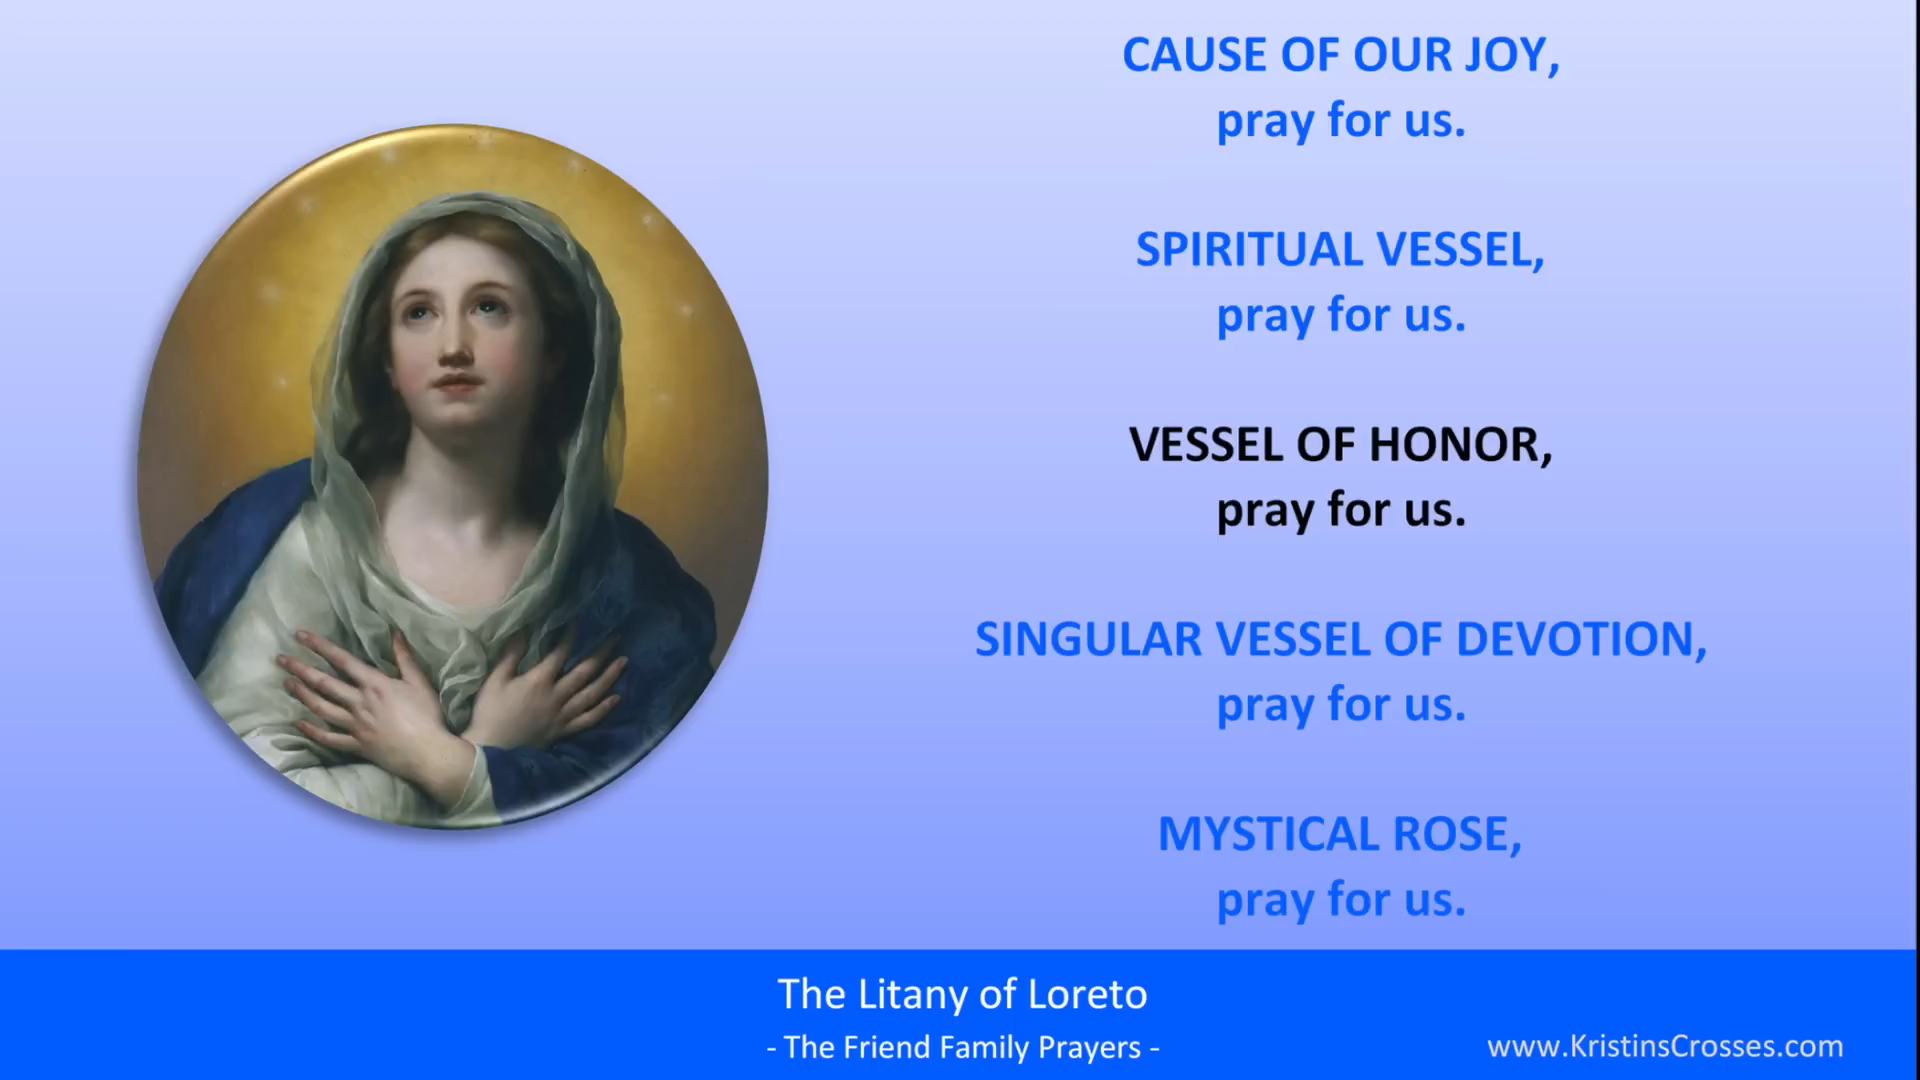 CAUSE OF OUR JOY,
pray for us.
SPIRITUAL VESSEL,
pray for us.
VESSEL OF HONOR,
pray for us.
SINGULAR VESSEL OF DEVOTION,
pray for us.
MYSTICAL ROSE,
pray for us.
The Litany of Loreto
- The Friend Family Prayers -
www.KristinsCrosses.com